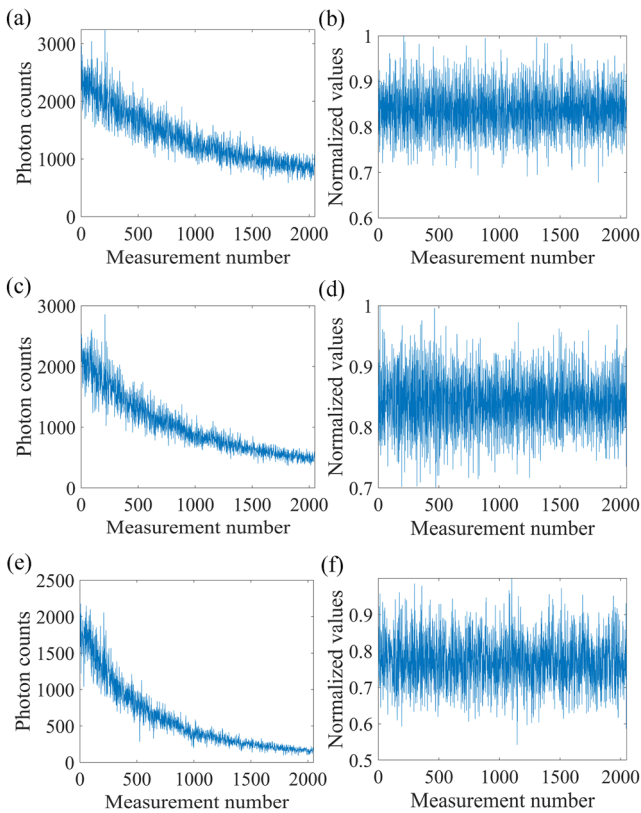 (a)
(b)
3000
2000
1000
0
Photon counts
0 500 1000 1500 2000
Measurement number
1
0.9
0.8
0.7
0.6
Normalized values
0 500 1000 1500 2000
Measurement number
(c)
(d)
3000
2000
1000
0
Photon counts
0 500 1000 1500 2000
Measurement number
1
0.9
0.8
0.7
Normalized values
0 500 1000 1500 2000
Measurement number
(e)
(f)
2500
2000
1500
1000
500
0
Photon counts
0 500 1000 1500 2000
Measurement number
0.9
0.8
0.7
0.6
0.5
Normalized values
0 500 1000 1500 2000
Measurement number